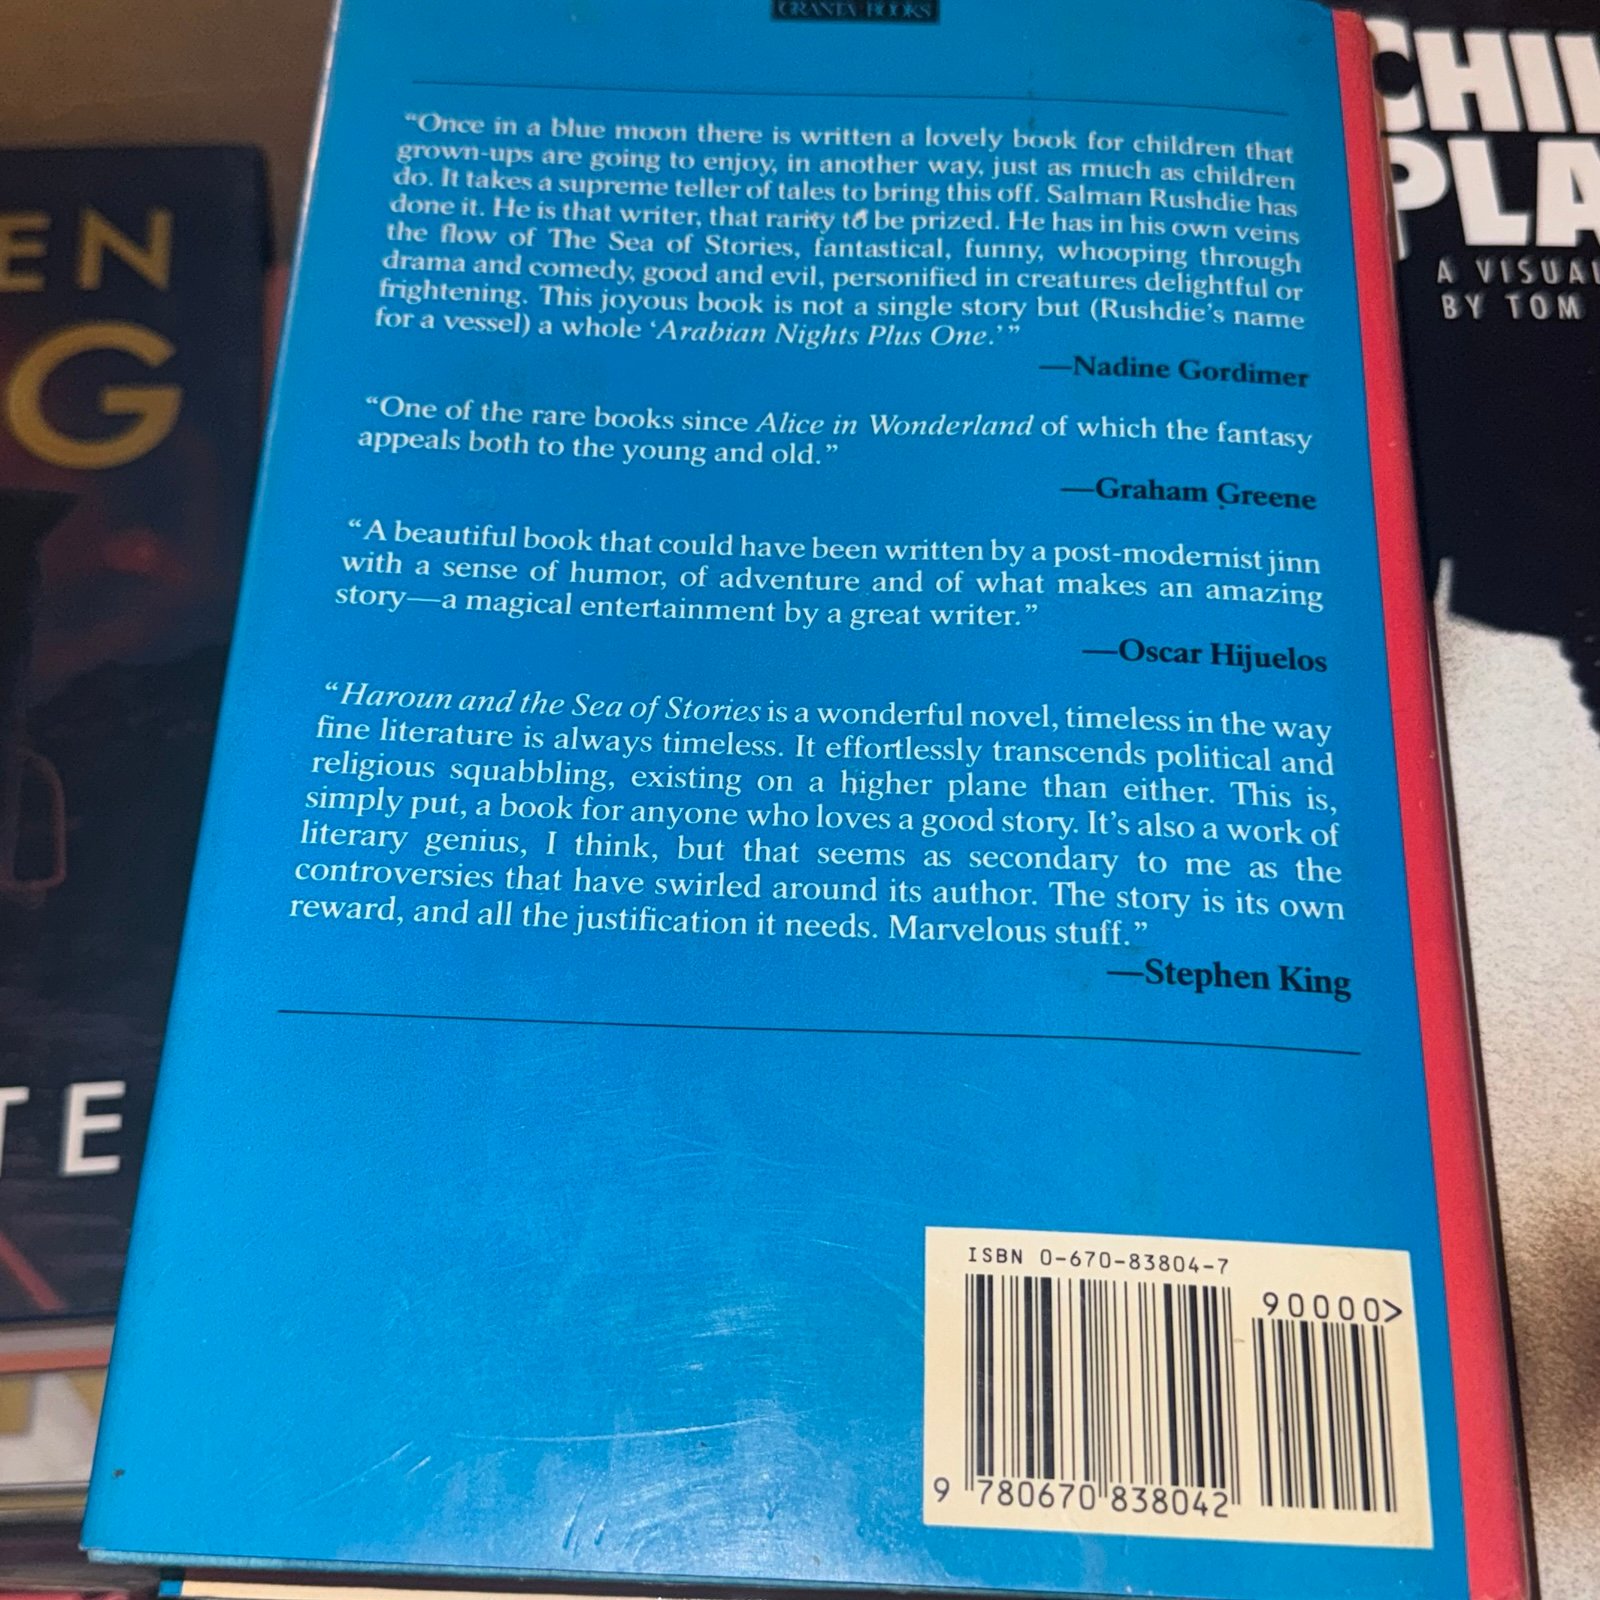 GRANTA BOOKS
“Once in a blue moon there is written a lovely book for children that
grown-ups are going to enjoy, in another way, just as much as children
do. It takes a supreme teller of tales to bring this off. Salman Rushdie has
done it. He is that writer, that rarity to be prized. He has in his own veins
the flow of The Sea of Stories, fantastical, funny, whooping through
drama and comedy, good and evil, personified in creatures delightful or
frightening. This joyous book is not a single story but (Rushdie’s name
for a vessel) a whole ‘Arabian Nights Plus One.’”
—Nadine Gordimer
“One of the rare books since Alice in Wonderland of which the fantasy
appeals both to the young and old.”
—Graham Greene
“A beautiful book that could have been written by a post-modernist jinn
with a sense of humor, of adventure and of what makes an amazing
story—a magical entertainment by a great writer.”
—Oscar Hijuelos
“Haroun and the Sea of Stories is a wonderful novel, timeless in the way
fine literature is always timeless. It effortlessly transcends political and
religious squabbling, existing on a higher plane than either. This is,
simply put, a book for anyone who loves a good story. It’s also a work of
literary genius, I think, but that seems as secondary to me as the
controversies that have swirled around its author. The story is its own
reward, and all the justification it needs. Marvelous stuff.”
—Stephen King
ISBN 0-670-83804-7
90000>
9 780670 838042
EN
G
TE
CHIL
PLA
A VISUAL
BY TOM